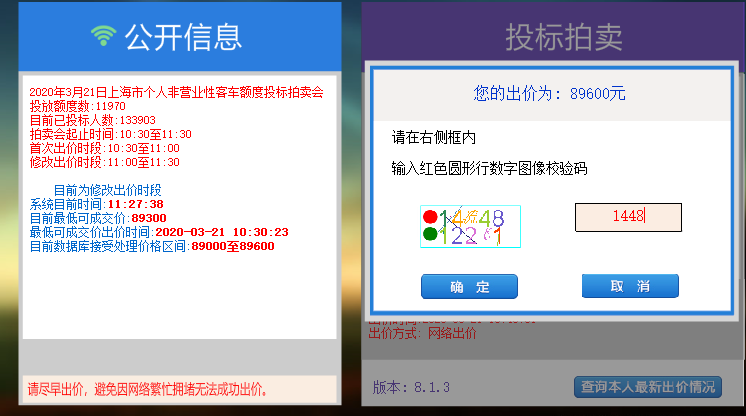 公开信息
2020年3月21日上海市个人非营业性客车额度投标拍卖会
投放额度数:11970
目前已投标人数:133903
拍卖会起止时间:10:30至11:30
首次出价时段:10:30至11:00
修改出价时段:11:00至11:30
目前为修改出价时段
系统目前时间:11:27:38
目前最低可成交价:89300
最低可成交价出价时间:2020-03-21 10:30:23
目前数据库接受处理价格区间:89000至89600
请尽早出价，避免因网络繁忙拥堵无法成功出价。
投标拍卖
您的出价为: 89600元
请在右侧框内
输入红色圆形行数字图像校验码
1448
1448
确 定
取 消
出价方式: 网络出价
版本: 8.1.3
查询本人最新出价情况